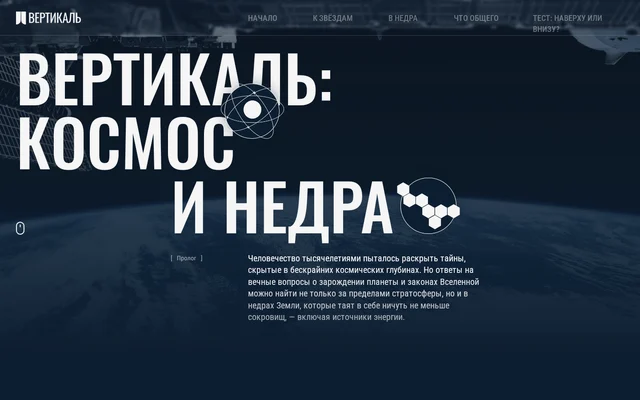 ВЕРТИКАЛЬ
НАЧАЛО
К ЗВЁЗДАМ
В НЕДРА
ЧТО ОБЩЕГО
ТЕСТ: НАВЕРХУ ИЛИ
ВНИЗУ?
ВЕРТИКАЛЬ:
КОСМОС
И НЕДРА
[ Пролог ]
Человечество тысячелетиями пыталось раскрыть тайны,
скрытые в бескрайних космических глубинах. Но ответы на
вечные вопросы о зарождении планеты и законах Вселенной
можно найти не только за пределами стратосферы, но и в
недрах Земли, которые таят в себе ничуть не меньше
сокровищ, — включая источники энергии.